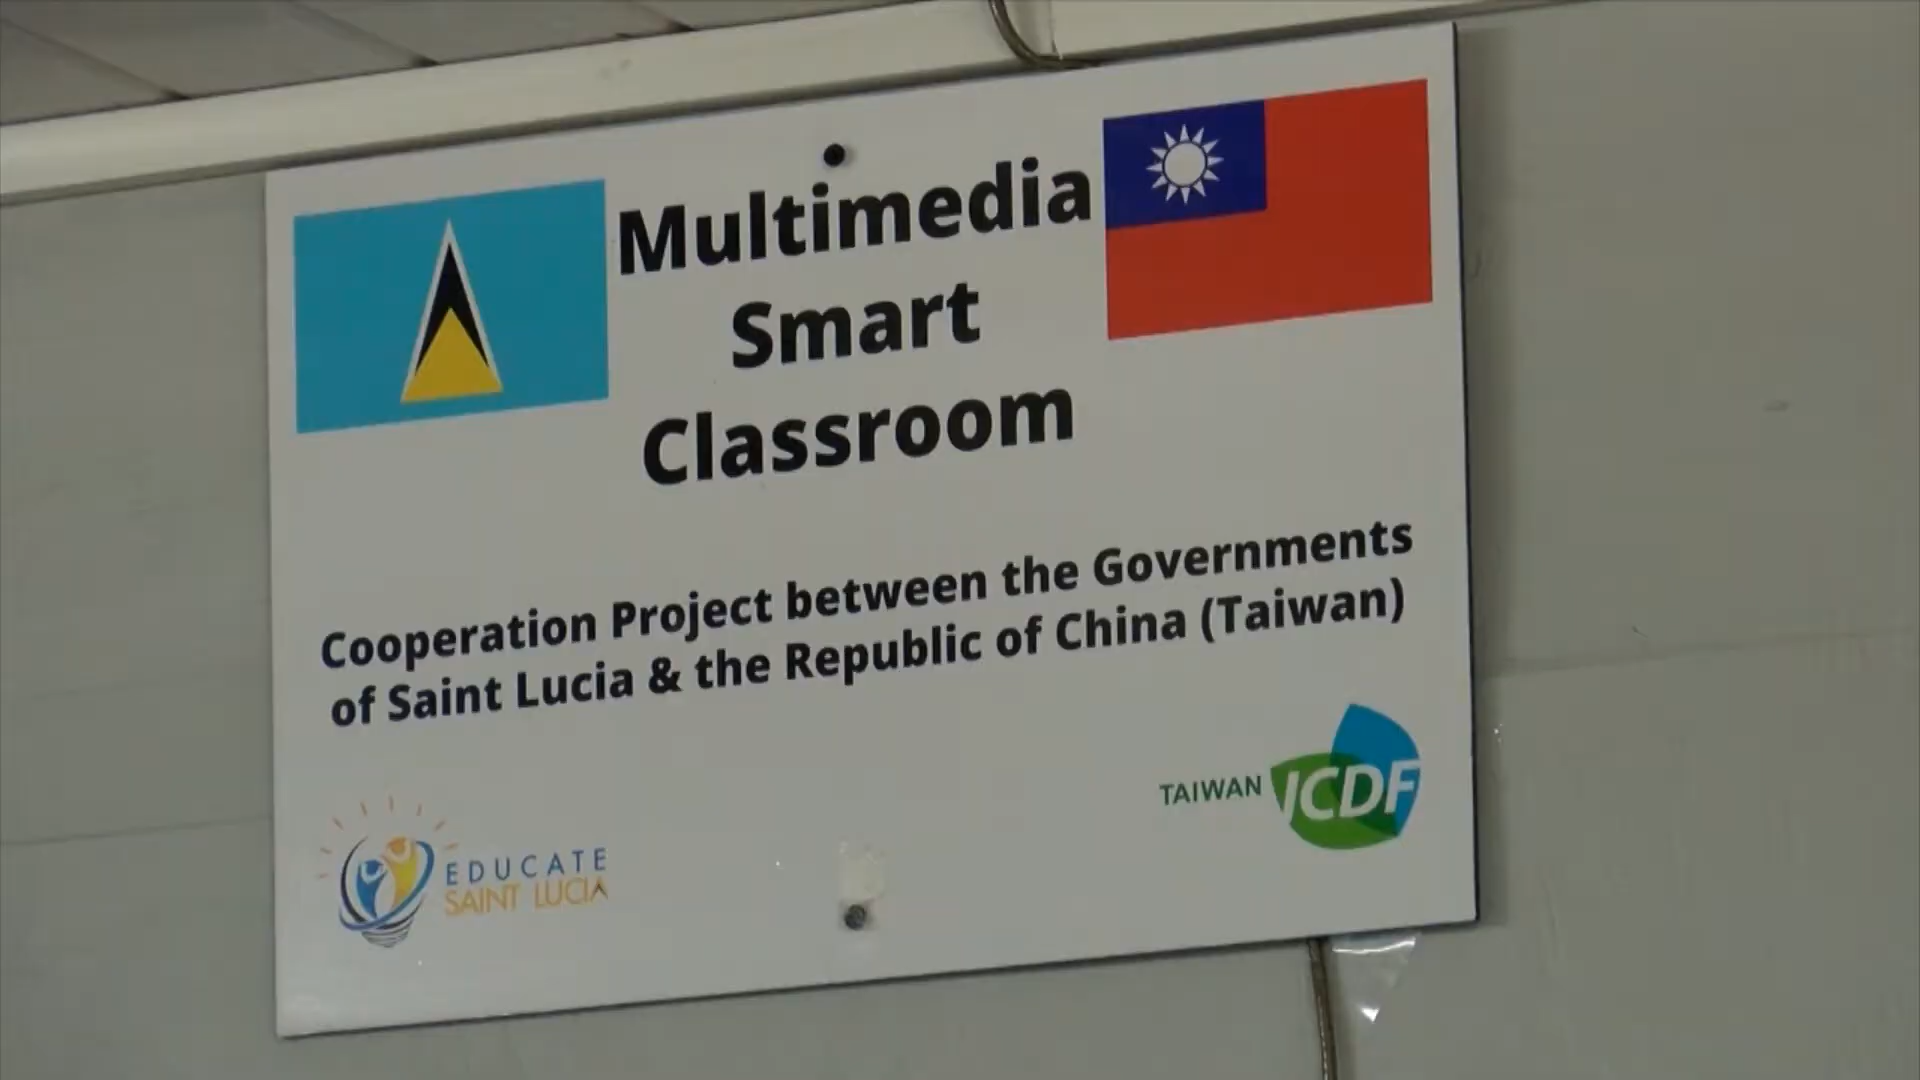 Multimedia
Smart
Classroom
Cooperation Project between the Governments
of Saint Lucia & the Republic of China (Taiwan)
EDUCATE
SAINT LUCIA
TAIWAN ICDF